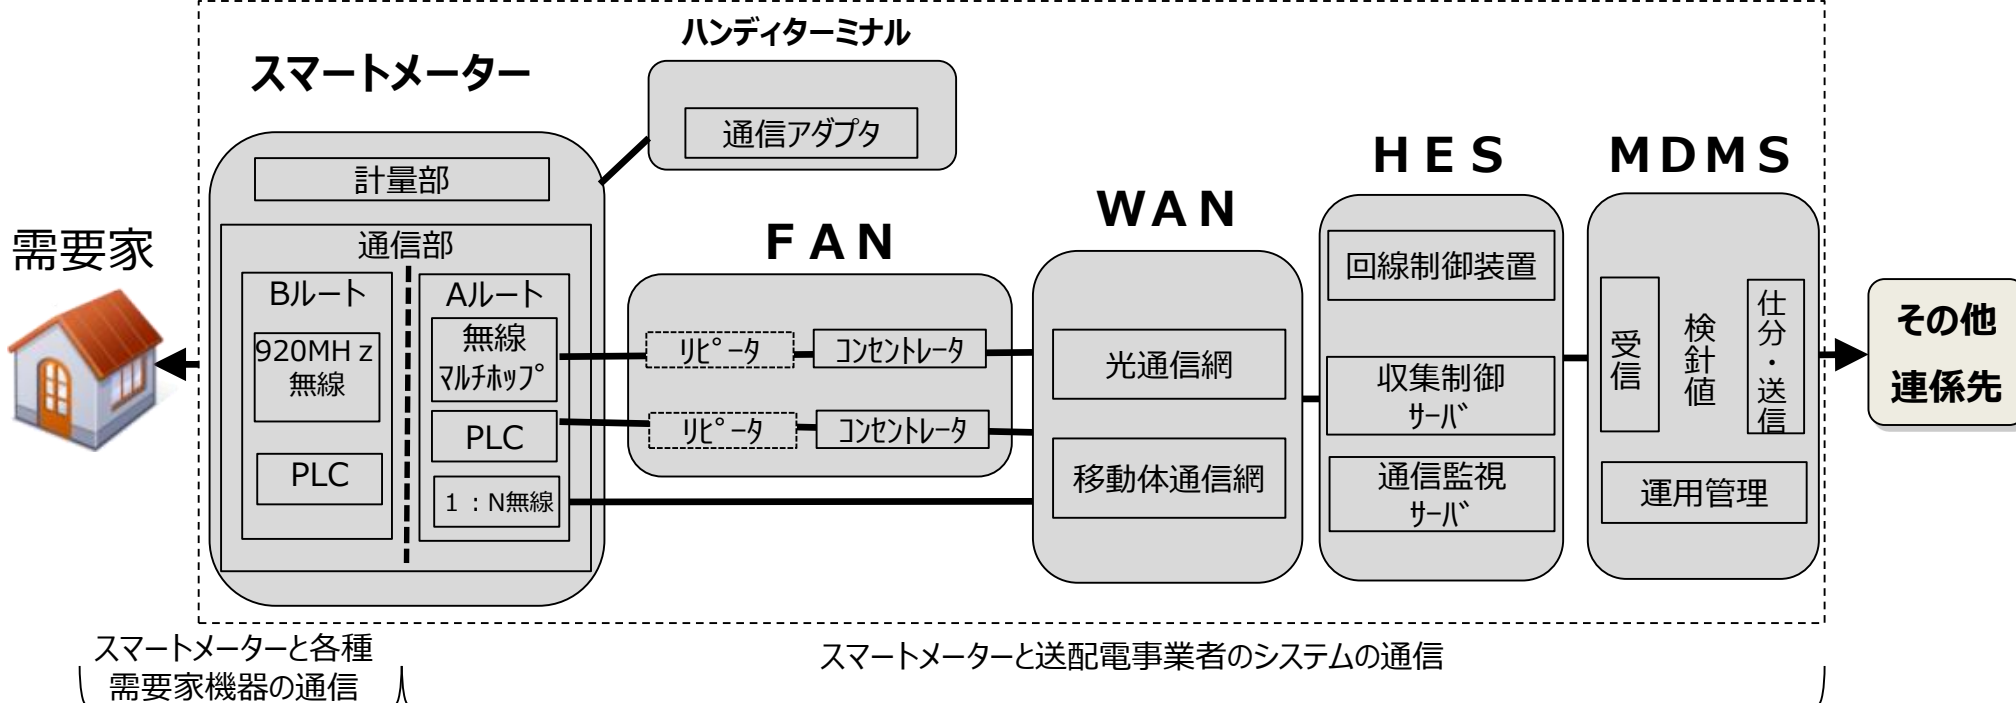 ハンディターミナル
通信アダプタ
スマートメーター
計量部
通信部
Bルート
920MHz
無線
PLC
Aルート
無線
ﾏﾙﾁﾎｯﾌﾟ
PLC
1:N無線
需要家
FAN
ﾘﾋﾟｰﾀ
ｺﾝｾﾝﾄﾚｰﾀ
ﾘﾋﾟｰﾀ
ｺﾝｾﾝﾄﾚｰﾀ
WAN
光通信網
移動体通信網
HES
回線制御装置
収集制御
ｻｰﾊﾞ
通信監視
ｻｰﾊﾞ
MDMS
受信
検針値
仕分・送信
運用管理
その他
連係先
スマートメーターと各種
需要家機器の通信
スマートメーターと送配電事業者のシステムの通信